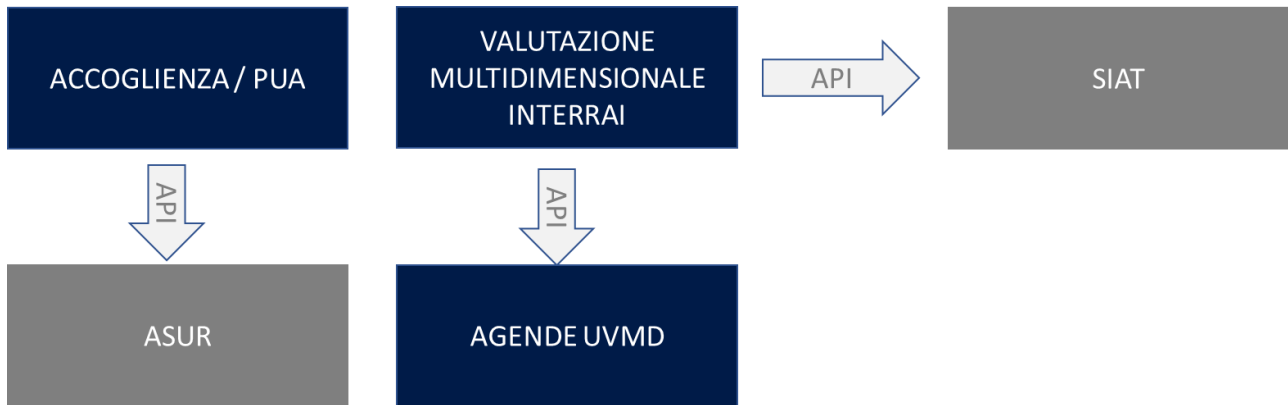 ACCOGLIENZA / PUA
VALUTAZIONE
MULTIDIMENSIONALE
INTERRAI
API
SIAT
API
API
ASUR
AGENDE UVMD